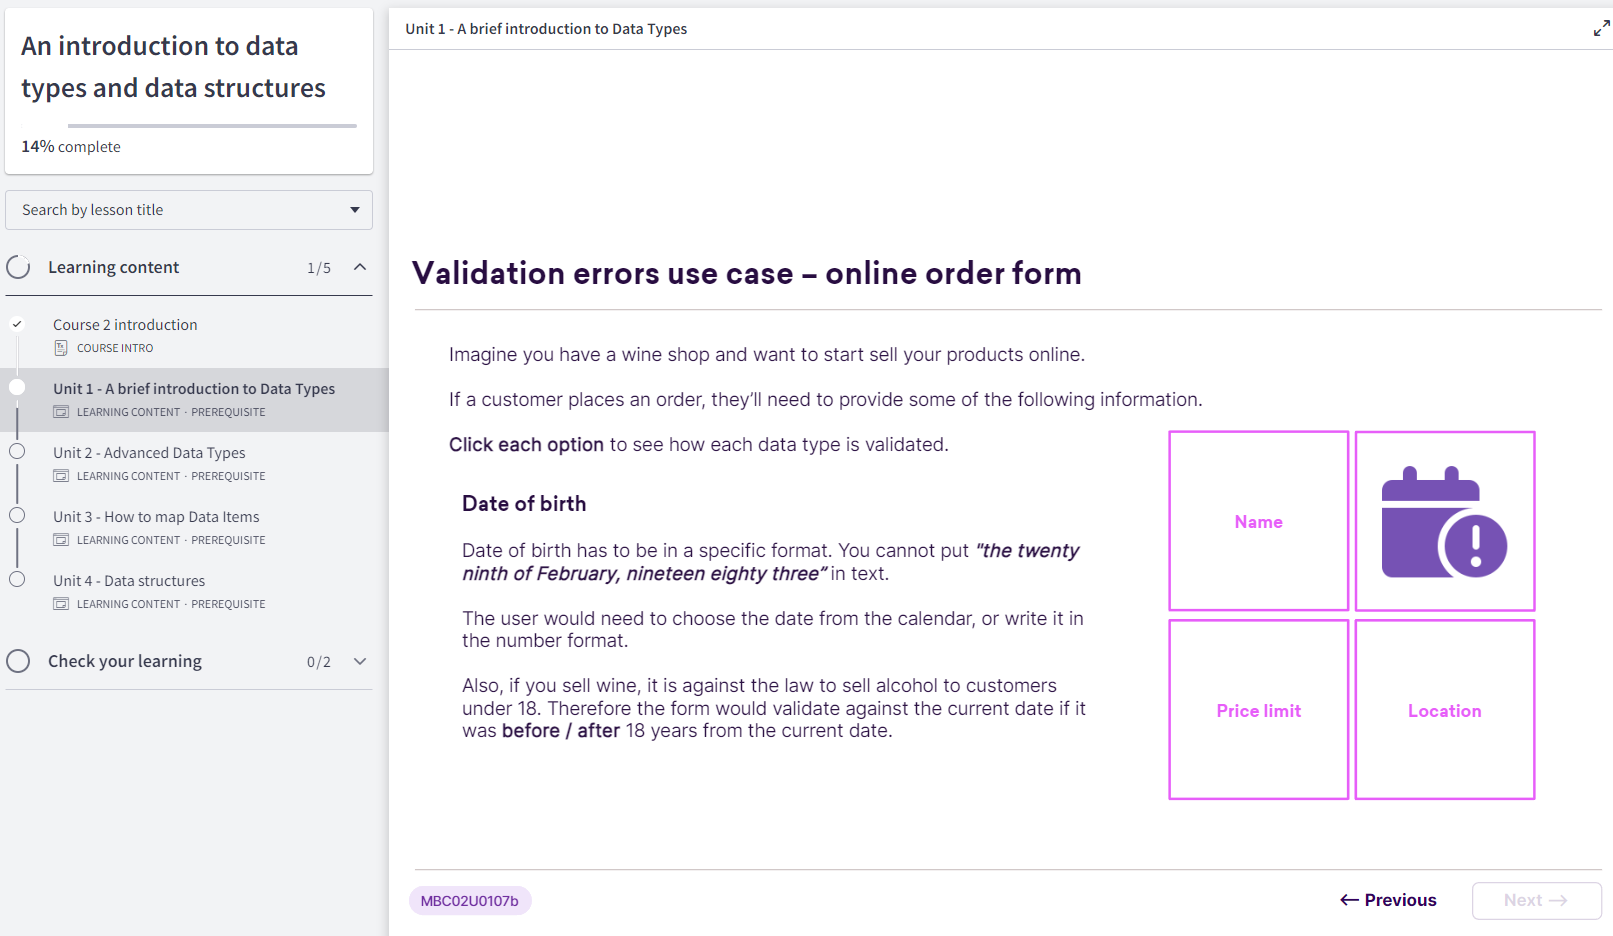 An introduction to data
types and data structures
14% complete
Search by lesson title
Learning content 1/5
Course 2 introduction
COURSE INTRO
Unit 1 - A brief introduction to Data Types
LEARNING CONTENT · PREREQUISITE
Unit 2 - Advanced Data Types
LEARNING CONTENT · PREREQUISITE
Unit 3 - How to map Data Items
LEARNING CONTENT · PREREQUISITE
Unit 4 - Data structures
LEARNING CONTENT · PREREQUISITE
Check your learning 0/2
Unit 1 - A brief introduction to Data Types
Validation errors use case – online order form
Imagine you have a wine shop and want to start sell your products online.
If a customer places an order, they’ll need to provide some of the following information.
Click each option to see how each data type is validated.
Date of birth
Date of birth has to be in a specific format. You cannot put "the twenty
ninth of February, nineteen eighty three” in text.
The user would need to choose the date from the calendar, or write it in
the number format.
Also, if you sell wine, it is against the law to sell alcohol to customers
under 18. Therefore the form would validate against the current date if it
was before / after 18 years from the current date.
Name
Price limit
Location
MBC02U0107b
← Previous
Next →